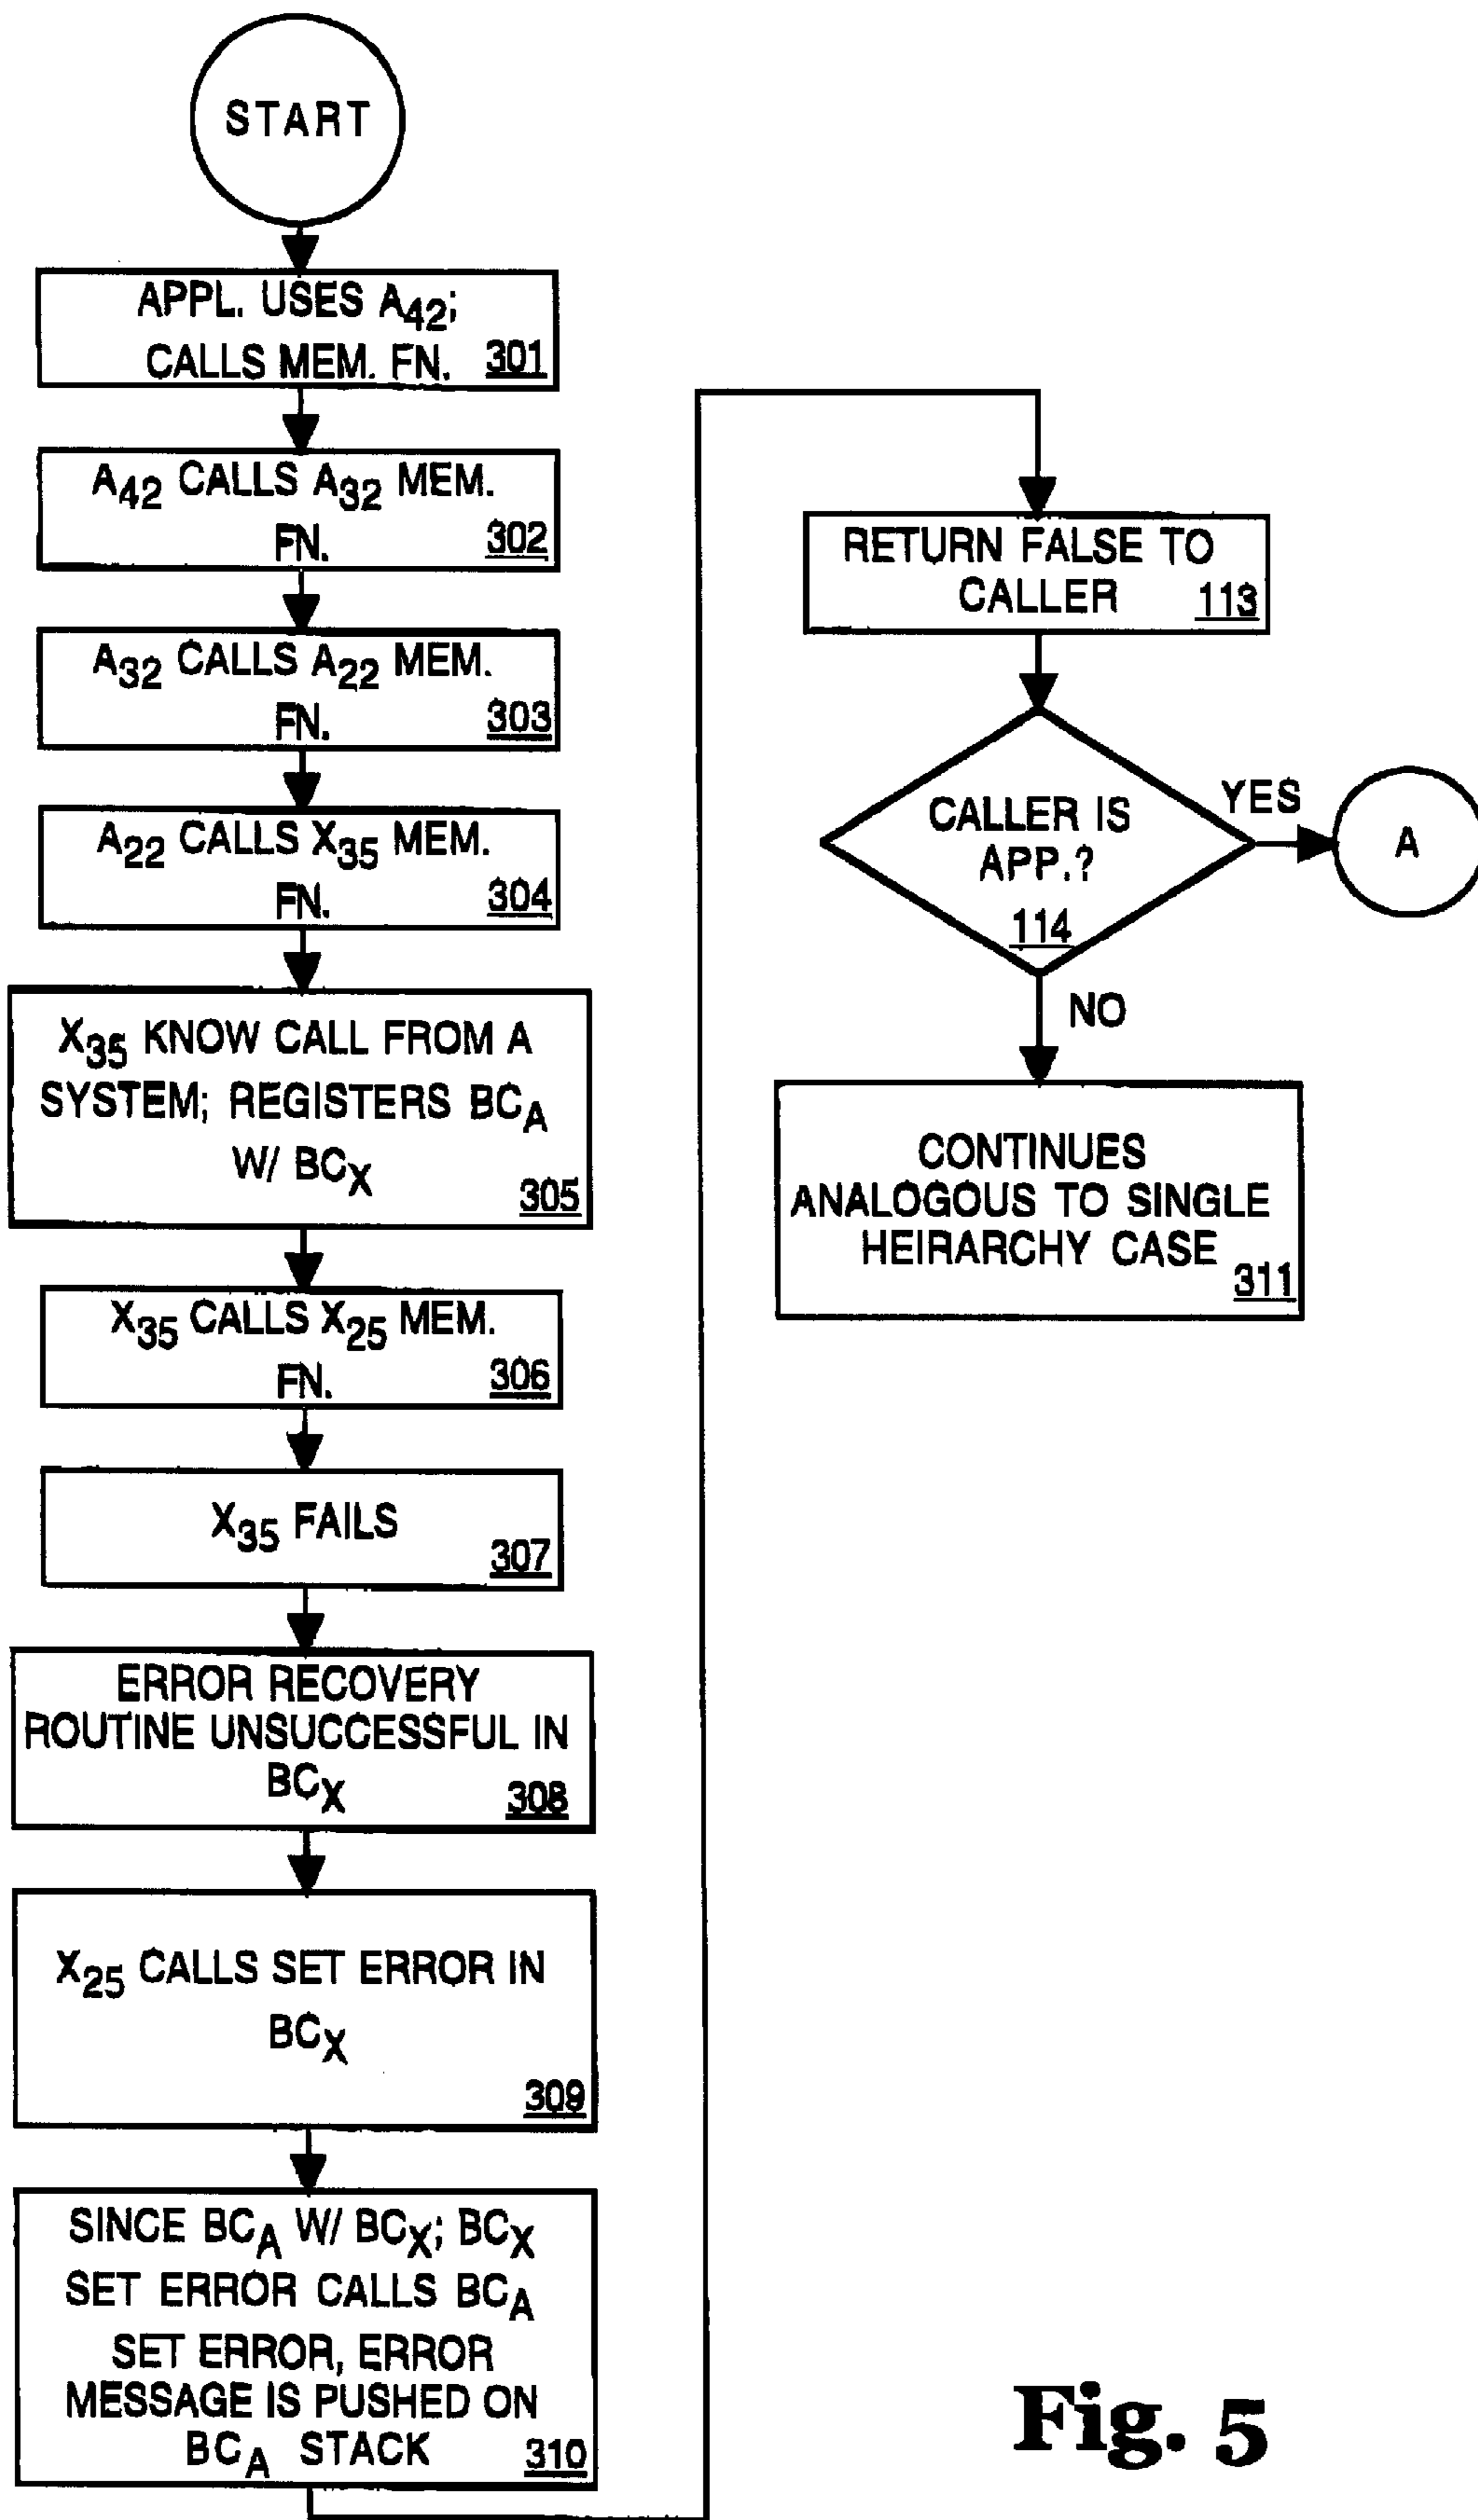 START
APPL. USES A42;
CALLS MEM. FN. 301
A42 CALLS A32 MEM.
FN. 302
A32 CALLS A22 MEM.
FN. 303
A22 CALLS X35 MEM.
FN. 304
X35 KNOW CALL FROM A
SYSTEM; REGISTERS BCA
W/ BCX 305
X35 CALLS X25 MEM.
FN. 306
X35 FAILS
307
ERROR RECOVERY
ROUTINE UNSUCCESSFUL IN
BCX 308
X25 CALLS SET ERROR IN
BCX
309
SINCE BCA W/ BCX; BCX
SET ERROR CALLS BCA
SET ERROR, ERROR
MESSAGE IS PUSHED ON
BCA STACK 310
RETURN FALSE TO
CALLER 113
CALLER IS
APP.?
114
YES
A
NO
CONTINUES
ANALOGOUS TO SINGLE
HEIRARCHY CASE
311
Fig. 5